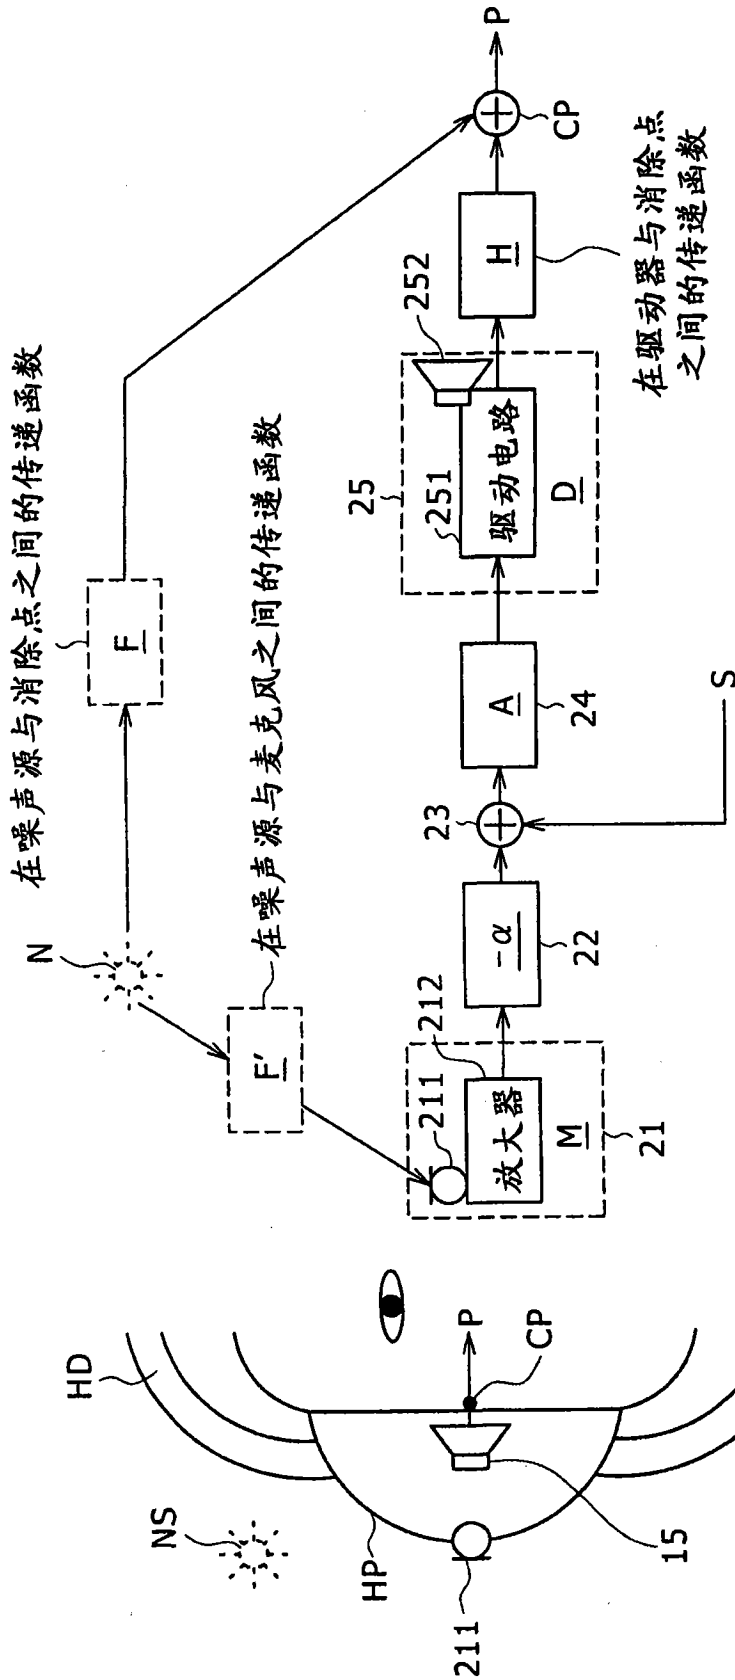 HD
NS
HP
P
CP
15
211
在噪声源与消除点之间的传递函数
N
F
在噪声源与麦克风之间的传递函数
F'
211
212
放大器
M
21
-α
22
23
S
A
24
25
251
252
驱动电路
D
H
在驱动器与消除点
之间的传递函数
CP
P